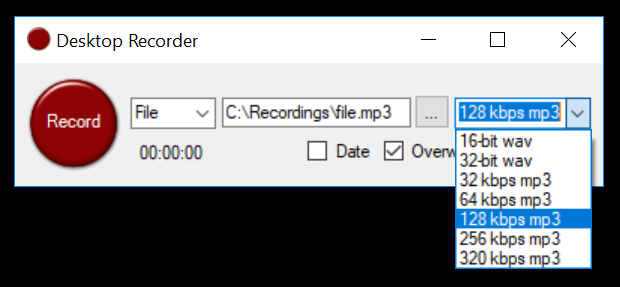 Desktop Recorder
Record
File
C:\Recordings\file.mp3
...
128 kbps mp3
00:00:00
Date
16-bit wav
32-bit wav
32 kbps mp3
64 kbps mp3
128 kbps mp3
256 kbps mp3
320 kbps mp3